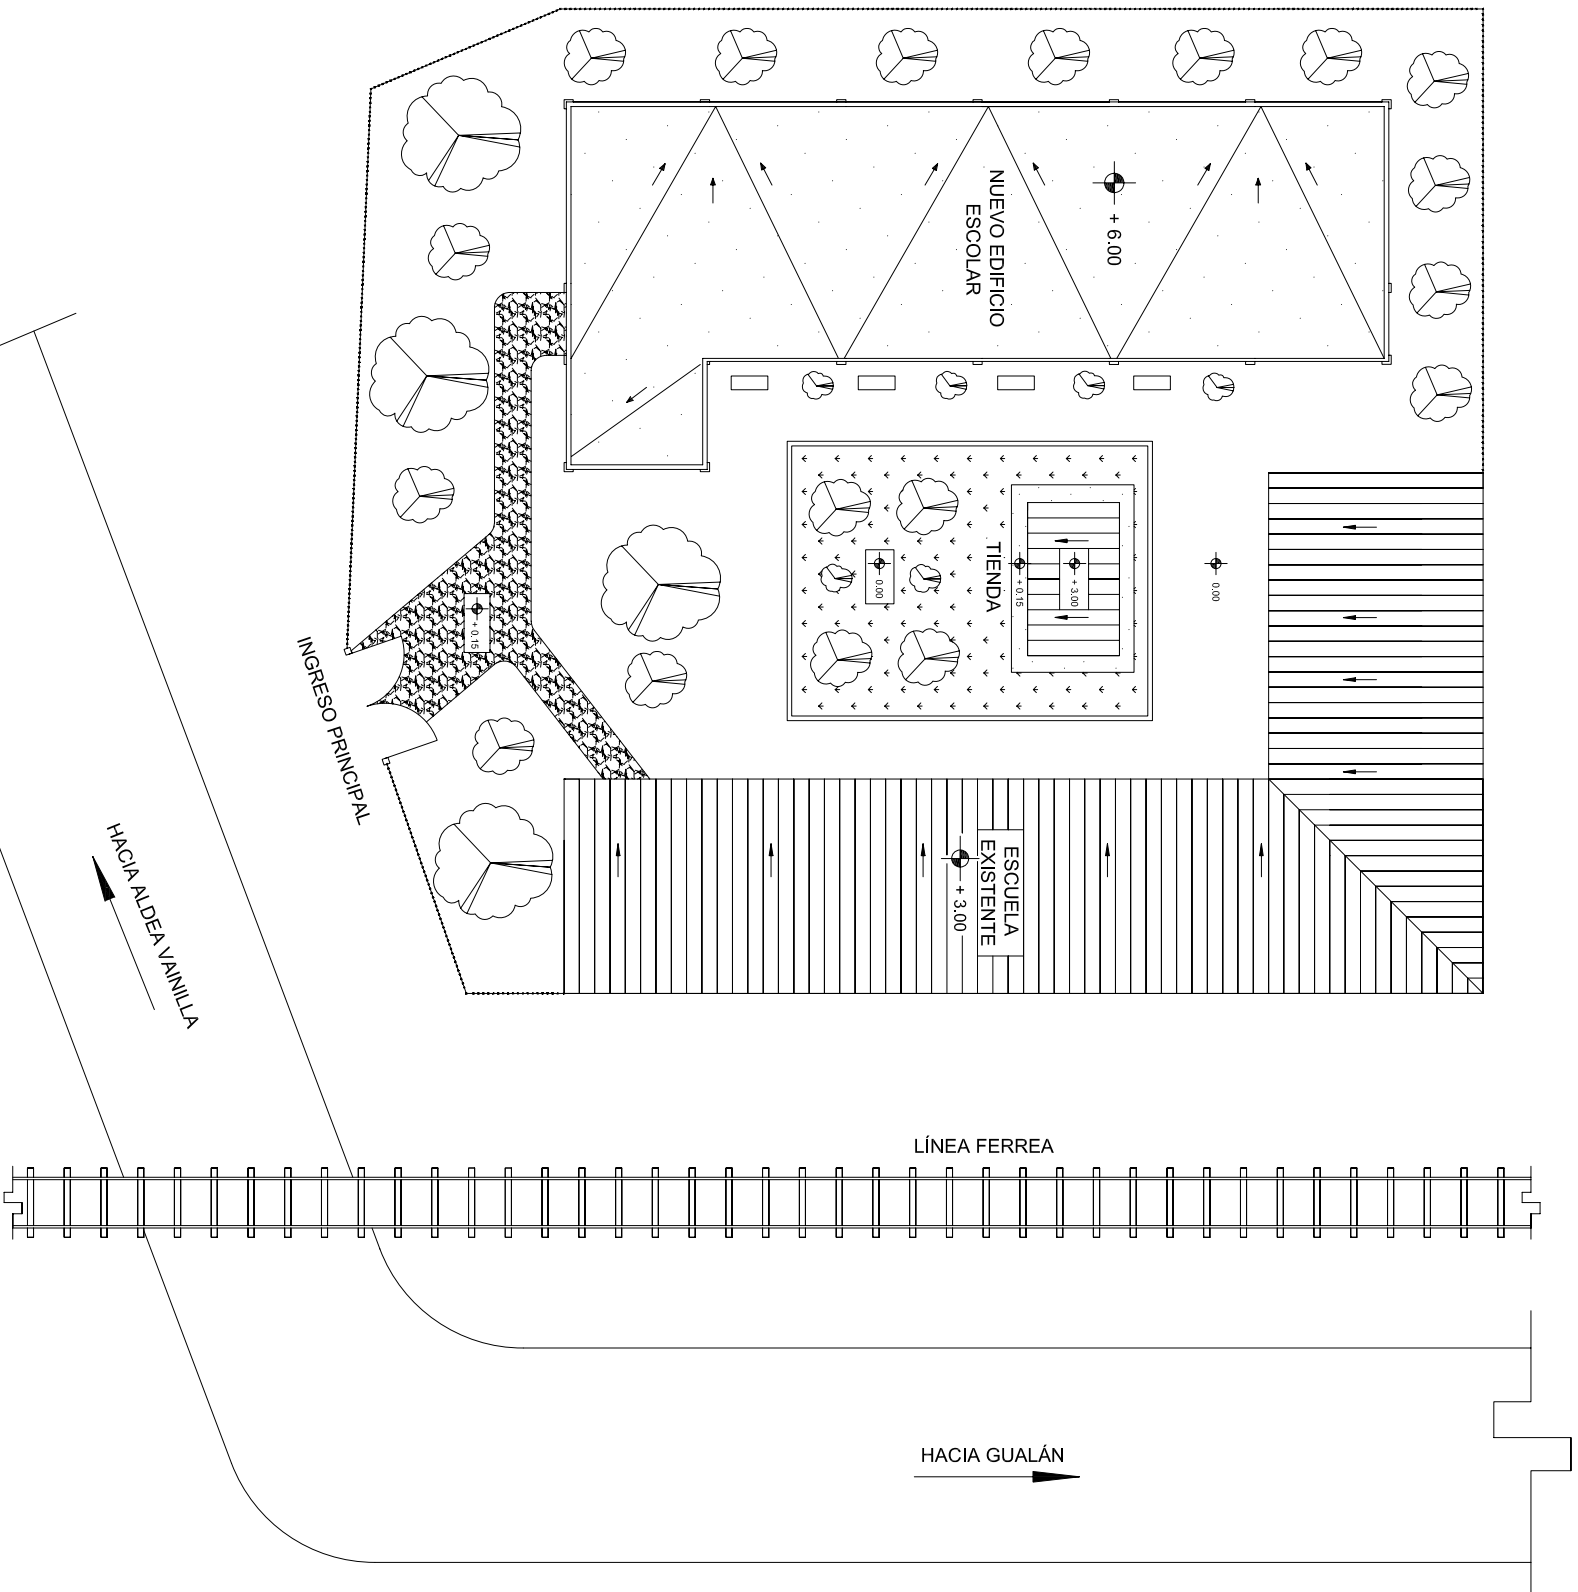 NUEVO EDIFICIO
ESCOLAR
+ 6.00
TIENDA
+ 0.15
+ 3.00
0.00
0.00
+ 0.15
INGRESO PRINCIPAL
ESCUELA
EXISTENTE
+ 3.00
HACIA ALDEA VAINILLA
LÍNEA FERREA
HACIA GUALÁN